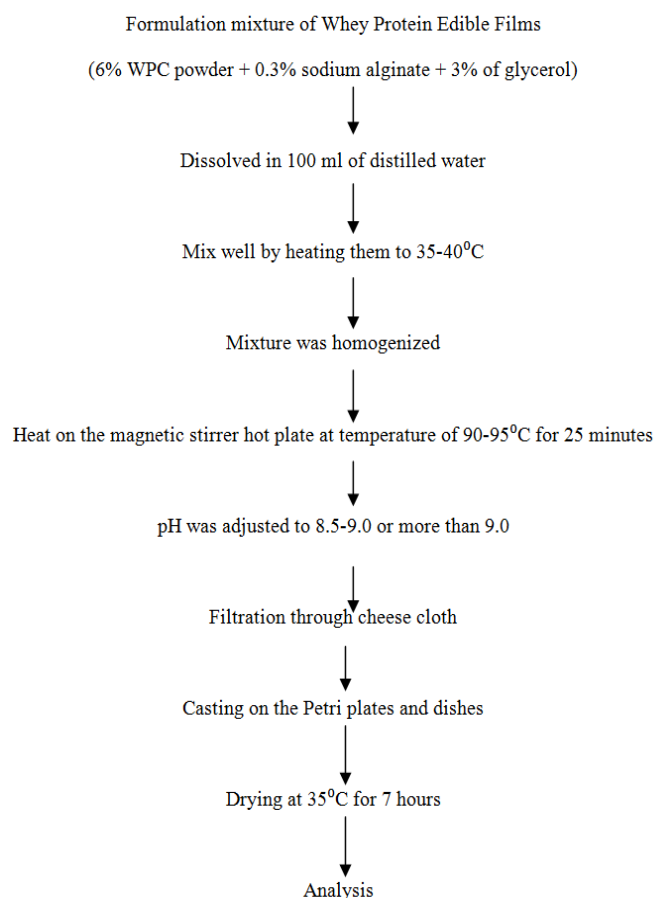 Formulation mixture of Whey Protein Edible Films
(6% WPC powder + 0.3% sodium alginate + 3% of glycerol)
Dissolved in 100 ml of distilled water
Mix well by heating them to 35-40⁰C
Mixture was homogenized
Heat on the magnetic stirrer hot plate at temperature of 90-95⁰C for 25 minutes
pH was adjusted to 8.5-9.0 or more than 9.0
Filtration through cheese cloth
Casting on the Petri plates and dishes
Drying at 35⁰C for 7 hours
Analysis